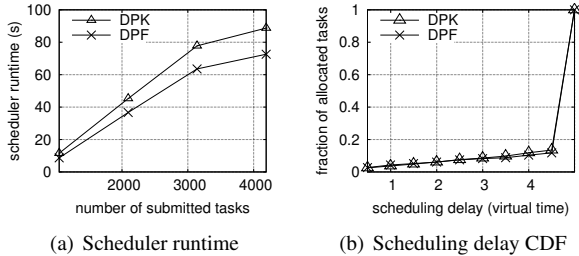 100
80
60
40
20
0
2000 3000 4000
scheduler runtime (s)
number of submitted tasks
DPK
DPF
(a) Scheduler runtime
1
0.8
0.6
0.4
0.2
0
1 2 3 4
fraction of allocated tasks
scheduling delay (virtual time)
DPK
DPF
(b) Scheduling delay CDF